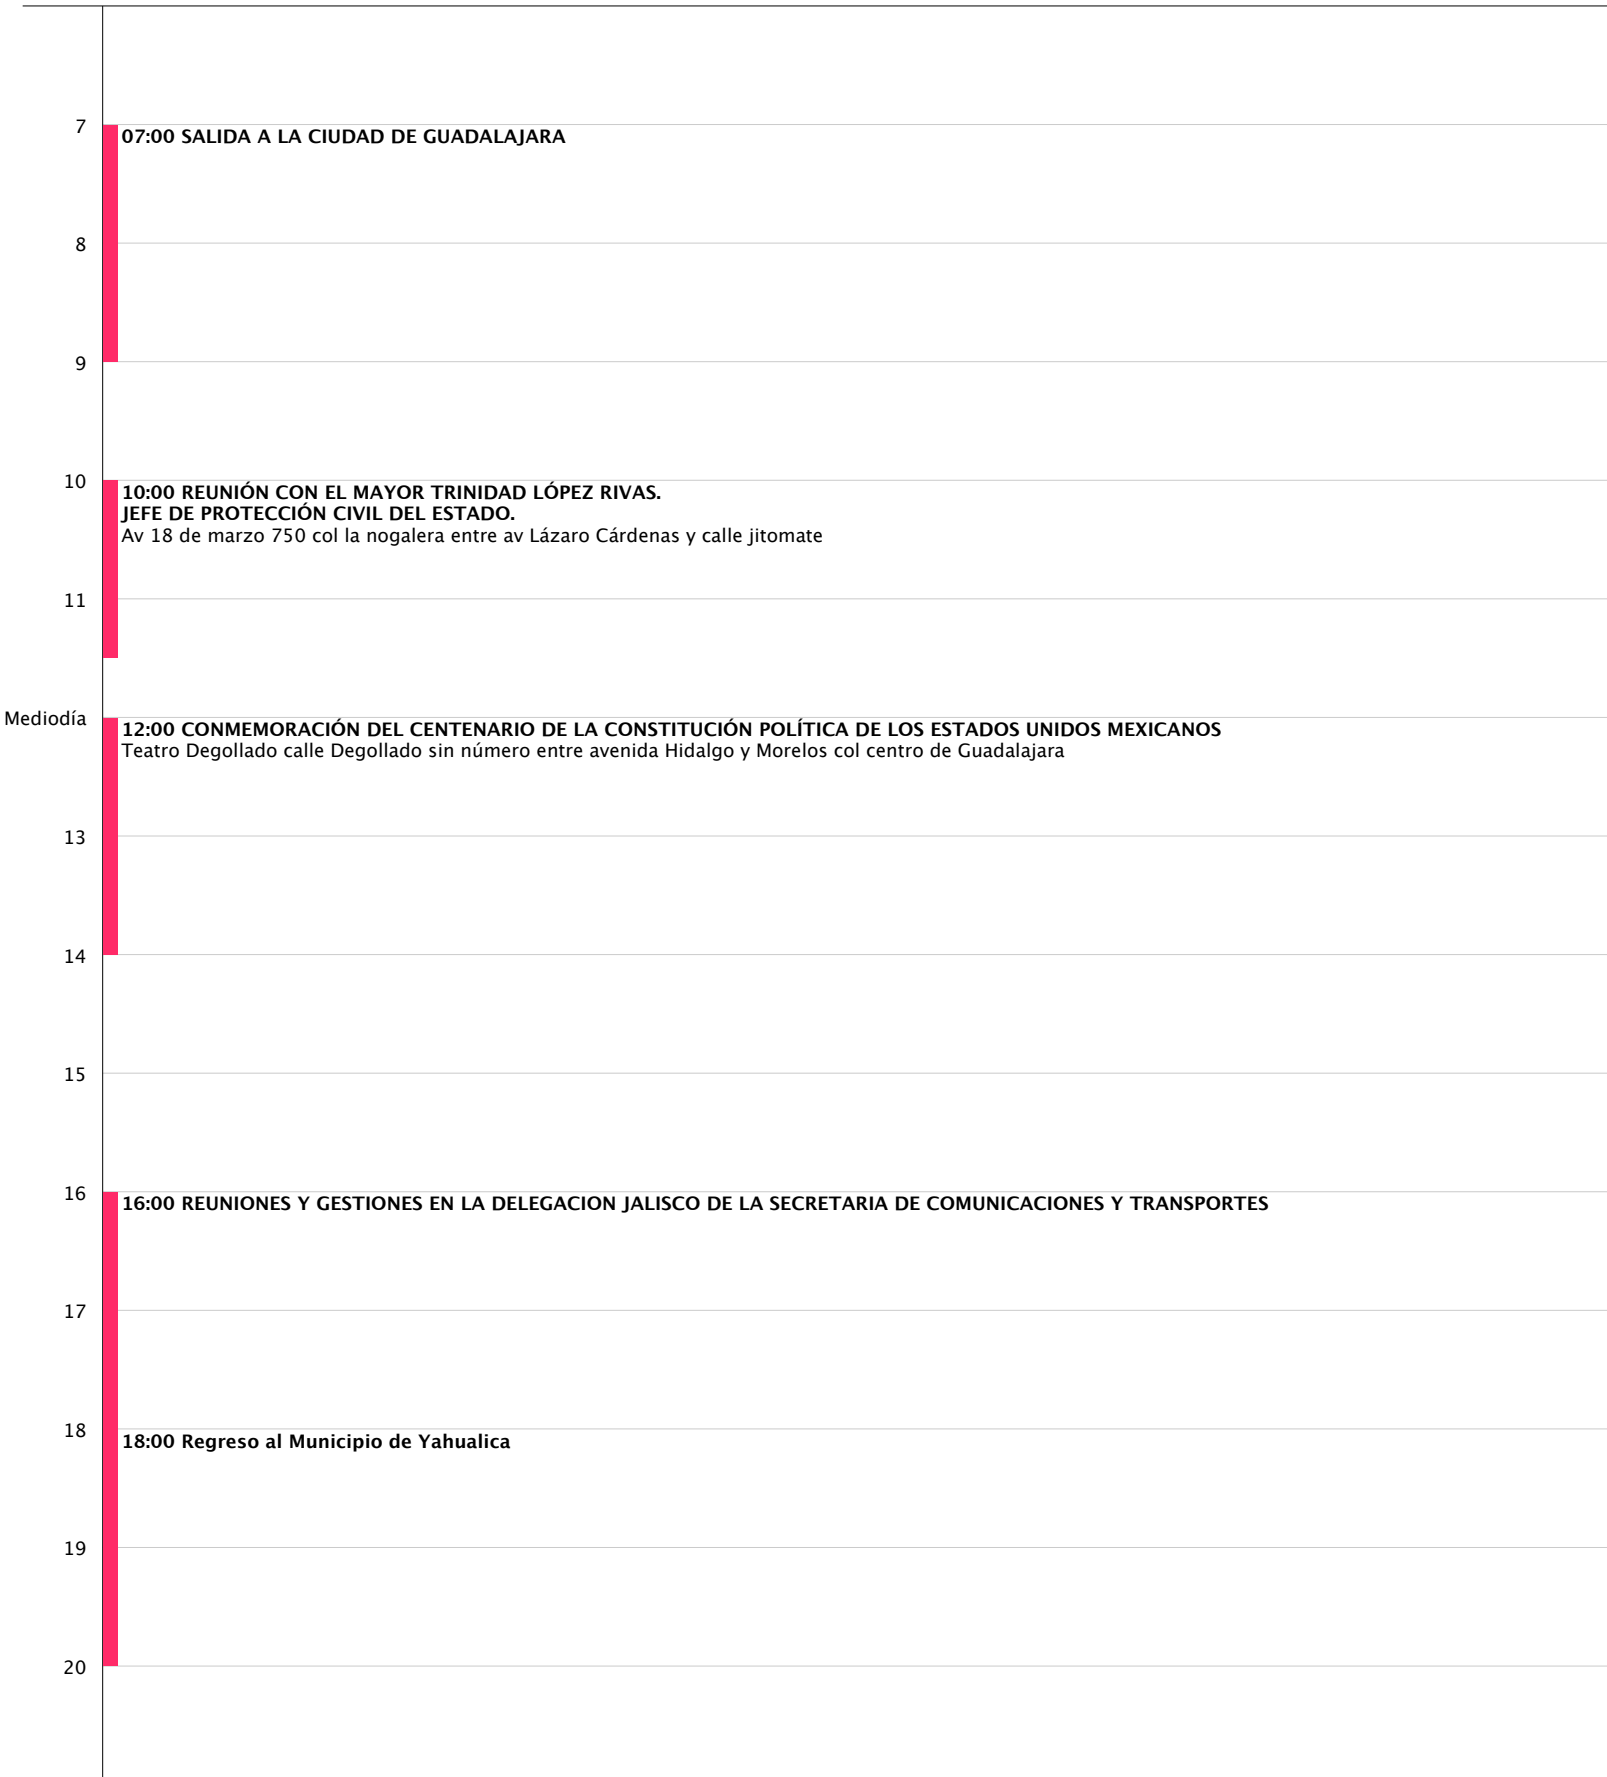 7
07:00 SALIDA A LA CIUDAD DE GUADALAJARA
8
9
10
10:00 REUNIÓN CON EL MAYOR TRINIDAD LÓPEZ RIVAS.
JEFE DE PROTECCIÓN CIVIL DEL ESTADO.
Av 18 de marzo 750 col la nogalera entre av Lázaro Cárdenas y calle jitomate
11
Mediodía
12:00 CONMEMORACIÓN DEL CENTENARIO DE LA CONSTITUCIÓN POLÍTICA DE LOS ESTADOS UNIDOS MEXICANOS
Teatro Degollado calle Degollado sin número entre avenida Hidalgo y Morelos col centro de Guadalajara
13
14
15
16
16:00 REUNIONES Y GESTIONES EN LA DELEGACION JALISCO DE LA SECRETARIA DE COMUNICACIONES Y TRANSPORTES
17
18
18:00 Regreso al Municipio de Yahualica
19
20